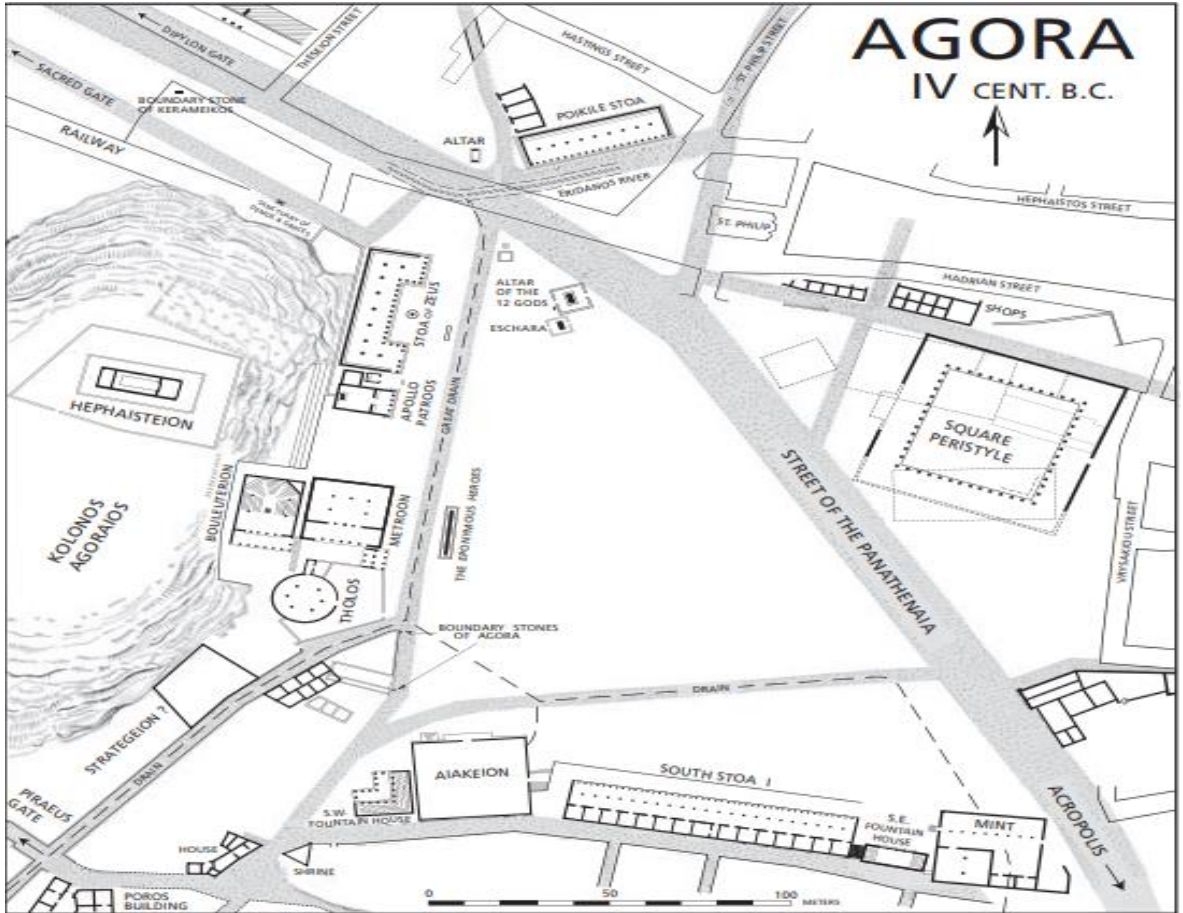 AGORA
IV CENT. B.C.
DIPYLON GATE
THESEION STREET
HASTINGS STREET
ST. PHILIP STREET
SACRED GATE
BOUNDARY STONE
OF KERAMEIKOS
POIKILE STOA
RAILWAY
ALTAR
ERIDANOS RIVER
HEPHAISTOS STREET
ST. PHILIP
HADRIAN STREET
ALTAR
OF THE
12 GODS
STOA OF ZEUS
ESCHARA
SHOPS
APOLLO
PATROOS
GREAT DRAIN
HEPHAISTEION
SQUARE
PERISTYLE
STREET OF THE PANATHENAIA
BOULEUTERION
METROON
THE EPONYMOUS HEROES
KOLONOS
AGORAIOS
VRYSAKIOU STREET
THOLOS
BOUNDARY STONES
OF AGORA
DRAIN
STRATEGEION ?
DRAIN
AIAKEION
SOUTH STOA I
PIRAEUS
GATE
S.W.
FOUNTAIN HOUSE
S.E.
FOUNTAIN
HOUSE
MINT
ACROPOLIS
HOUSE
SHRINE
POROS
BUILDING
0 50 100 METERS